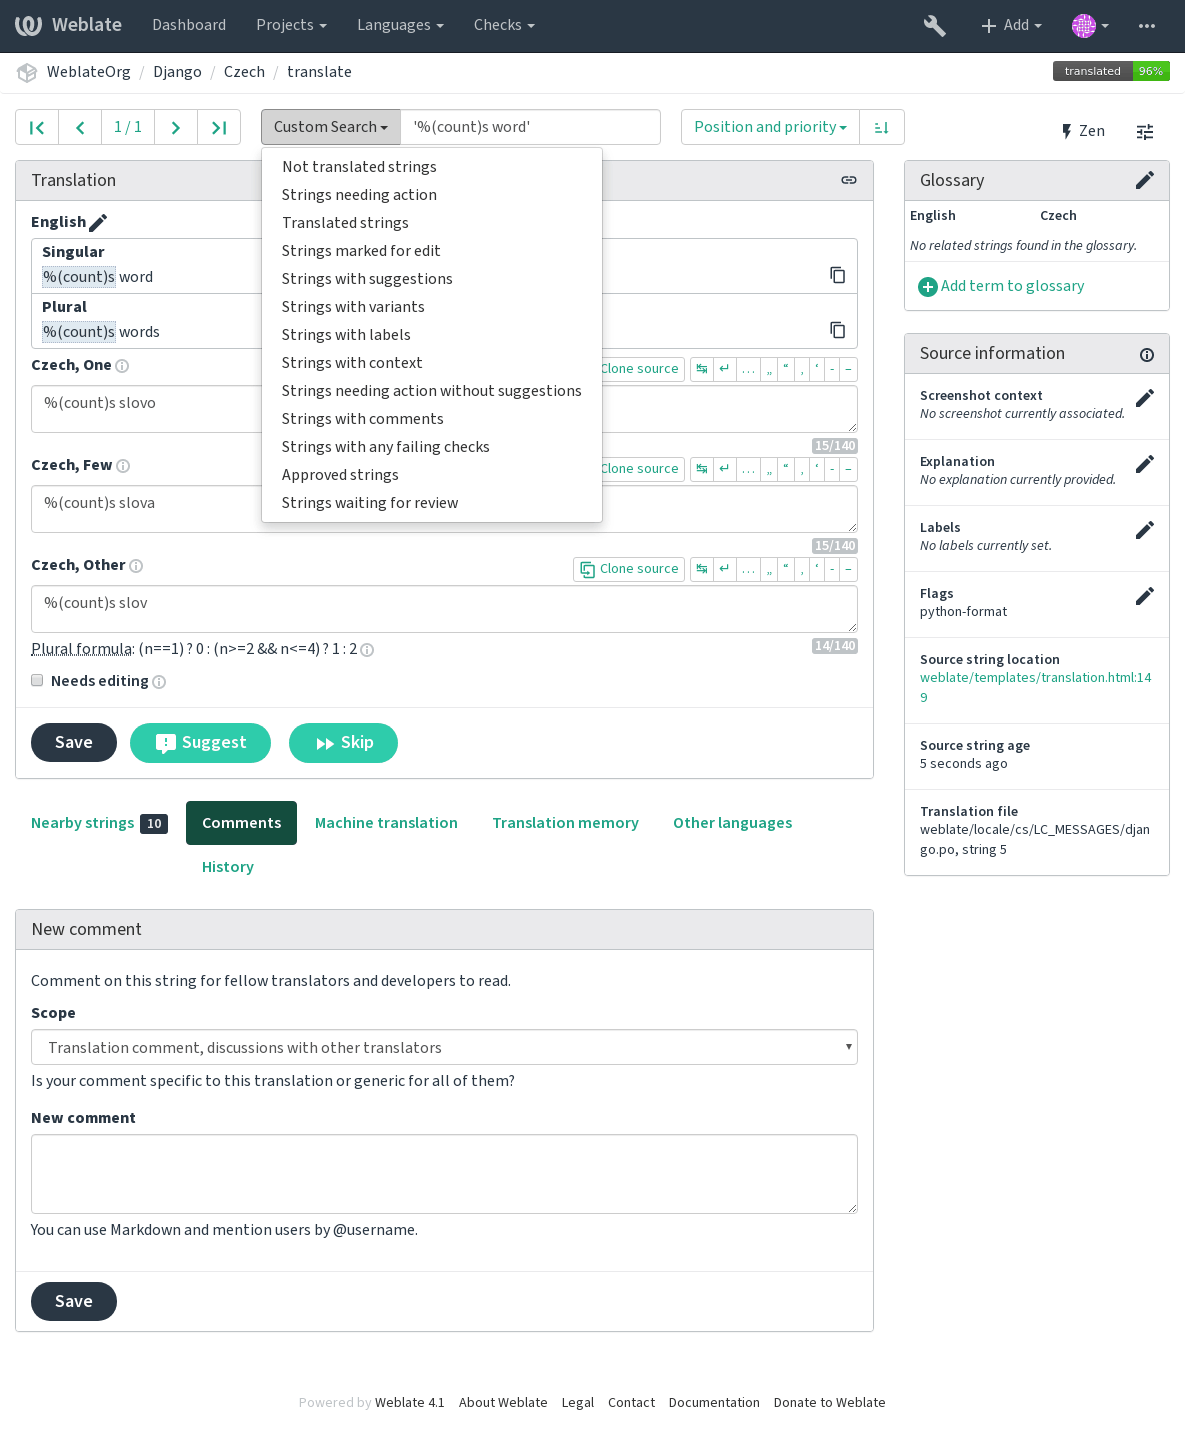 Weblate Dashboard Projects Languages Checks Add
WeblateOrg / Django / Czech / translate translated 96%
1 / 1 Custom Search '%(count)s word' Position and priority Zen
Not translated strings
Strings needing action
Translated strings
Strings marked for edit
Strings with suggestions
Strings with variants
Strings with labels
Strings with context
Strings needing action without suggestions
Strings with comments
Strings with any failing checks
Approved strings
Strings waiting for review
Translation
English
Singular
%(count)s word
Plural
%(count)s words
Czech, One Clone source ↹ ↵ … „ “ ‚ ‘ - –
%(count)s slovo
15/140
Czech, Few Clone source ↹ ↵ … „ “ ‚ ‘ - –
%(count)s slova
15/140
Czech, Other Clone source ↹ ↵ … „ “ ‚ ‘ - –
%(count)s slov
14/140
Plural formula: (n==1) ? 0 : (n>=2 && n<=4) ? 1 : 2
Needs editing
Save Suggest Skip
Nearby strings 10 Comments Machine translation Translation memory Other languages
History
New comment
Comment on this string for fellow translators and developers to read.
Scope
Translation comment, discussions with other translators
Is your comment specific to this translation or generic for all of them?
New comment
You can use Markdown and mention users by @username.
Save
Glossary
English Czech
No related strings found in the glossary.
Add term to glossary
Source information
Screenshot context
No screenshot currently associated.
Explanation
No explanation currently provided.
Labels
No labels currently set.
Flags
python-format
Source string location
weblate/templates/translation.html:14
9
Source string age
5 seconds ago
Translation file
weblate/locale/cs/LC_MESSAGES/djan
go.po, string 5
Powered by Weblate 4.1 About Weblate Legal Contact Documentation Donate to Weblate